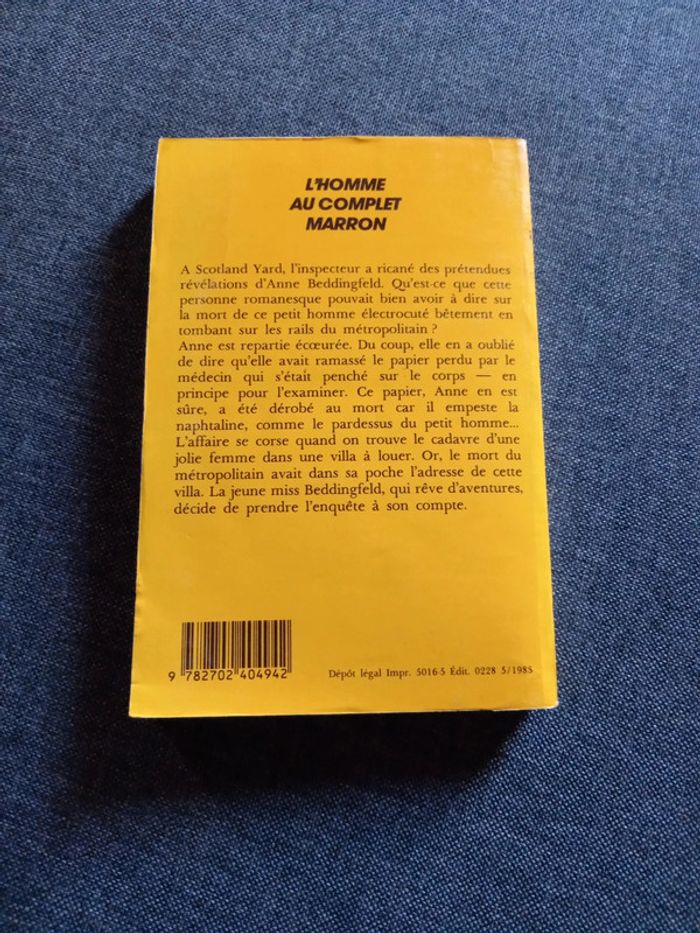 L'HOMME
AU COMPLET
MARRON
A Scotland Yard, l'inspecteur a ricané des prétendues
révélations d'Anne Beddingfeld. Qu'est-ce que cette
personne romanesque pouvait bien avoir à dire sur
la mort de ce petit homme électrocuté bêtement en
tombant sur les rails du métropolitain ?
Anne est repartie écœurée. Du coup, elle en a oublié
de dire qu'elle avait ramassé le papier perdu par le
médecin qui s'était penché sur le corps — en
principe pour l'examiner. Ce papier, Anne en est
sûre, a été dérobé au mort car il empeste la
naphtaline, comme le pardessus du petit homme...
L'affaire se corse quand on trouve le cadavre d'une
jolie femme dans une villa à louer. Or, le mort du
métropolitain avait dans sa poche l'adresse de cette
villa. La jeune miss Beddingfeld, qui rêve d'aventures,
décide de prendre l'enquête à son compte.
9 782702 404942
Dépôt légal Impr. 5016-5 Édit. 0228 5/1985